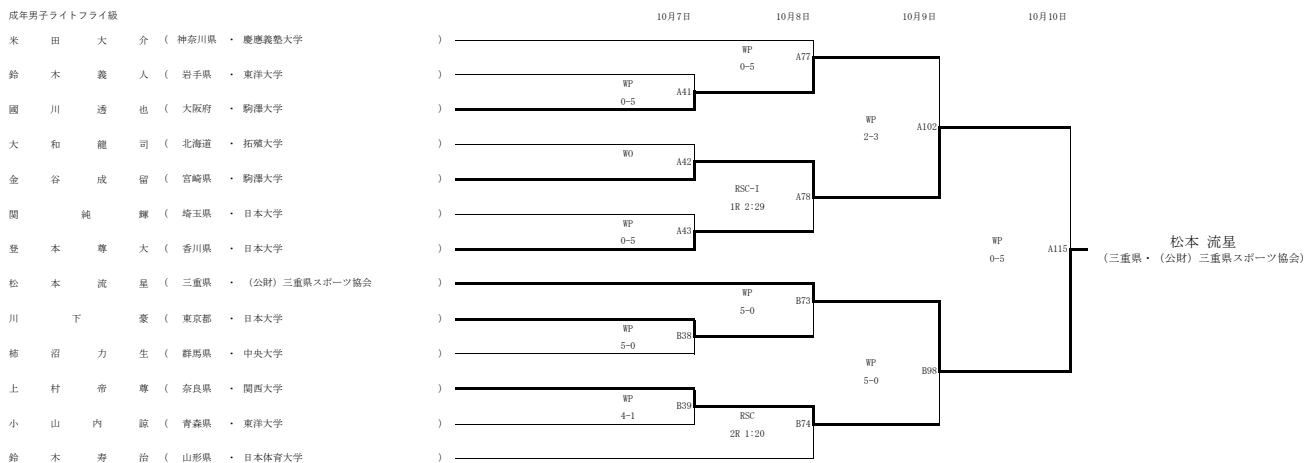 成年男子ライトフライ級 10月7日 10月8日 10月9日 10月10日
米田大介 ( 神奈川県 ・ 慶應義塾大学 )
WP
0-5
A77
鈴木義人 ( 岩手県 ・ 東洋大学 )
WP
0-5
A41
國川透也 ( 大阪府 ・ 駒澤大学 )
WP
2-3
A102
大和龍司 ( 北海道 ・ 拓殖大学 )
WO
A42
金谷成留 ( 宮崎県 ・ 駒澤大学 )
RSC-I
1R 2:29
A78
関純輝 ( 埼玉県 ・ 日本大学 )
WP
0-5
A43
登本尊大 ( 香川県 ・ 日本大学 )
WP
0-5
A115
松本 流星
(三重県・(公財)三重県スポーツ協会)
松本流星 ( 三重県 ・ (公財)三重県スポーツ協会 )
WP
5-0
B73
川下豪 ( 東京都 ・ 日本大学 )
WP
5-0
B38
柿沼力生 ( 群馬県 ・ 中央大学 )
WP
5-0
B98
上村帝尊 ( 奈良県 ・ 関西大学 )
WP
4-1
B39
小山内諒 ( 青森県 ・ 東洋大学 )
RSC
2R 1:20
B74
鈴木寿治 ( 山形県 ・ 日本体育大学 )